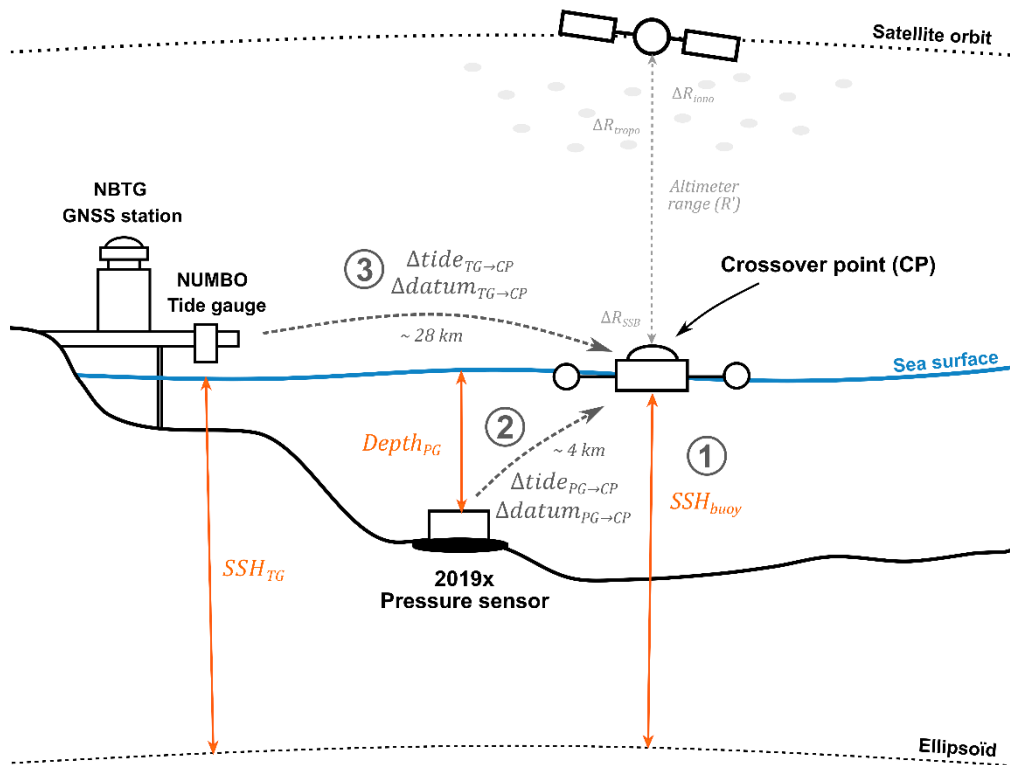 Satellite orbit
ΔR_iono
ΔR_tropo
Altimeter
range (R')
NBTG
GNSS station
NUMBO
Tide gauge
3
Δtide_TG→CP
Δdatum_TG→CP
~ 28 km
Crossover point (CP)
ΔR_SSB
Sea surface
Depth_PG
2
~ 4 km
Δtide_PG→CP
Δdatum_PG→CP
1
SSH_buoy
SSH_TG
2019x
Pressure sensor
Ellipsoïd